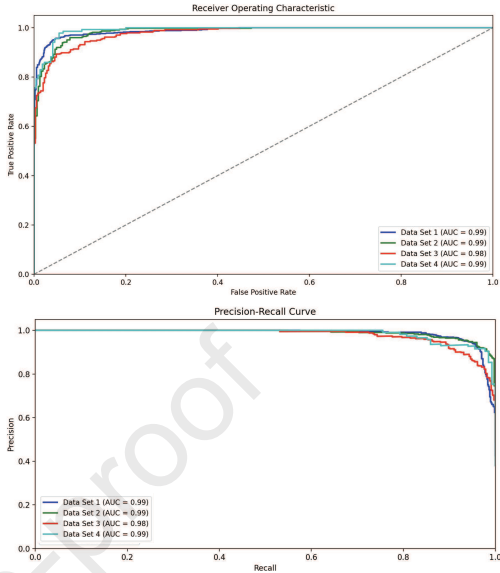 Receiver Operating Characteristic
1.0
0.8
0.6
0.4
0.2
0.0
True Positive Rate
Data Set 1 (AUC = 0.99)
Data Set 2 (AUC = 0.99)
Data Set 3 (AUC = 0.98)
Data Set 4 (AUC = 0.99)
0.0 0.2 0.4 0.6 0.8 1.0
False Positive Rate
Precision-Recall Curve
1.0
0.8
0.6
0.4
0.2
0.0
Precision
Data Set 1 (AUC = 0.99)
Data Set 2 (AUC = 0.99)
Data Set 3 (AUC = 0.98)
Data Set 4 (AUC = 0.99)
0.0 0.2 0.4 0.6 0.8 1.0
Recall
-proof